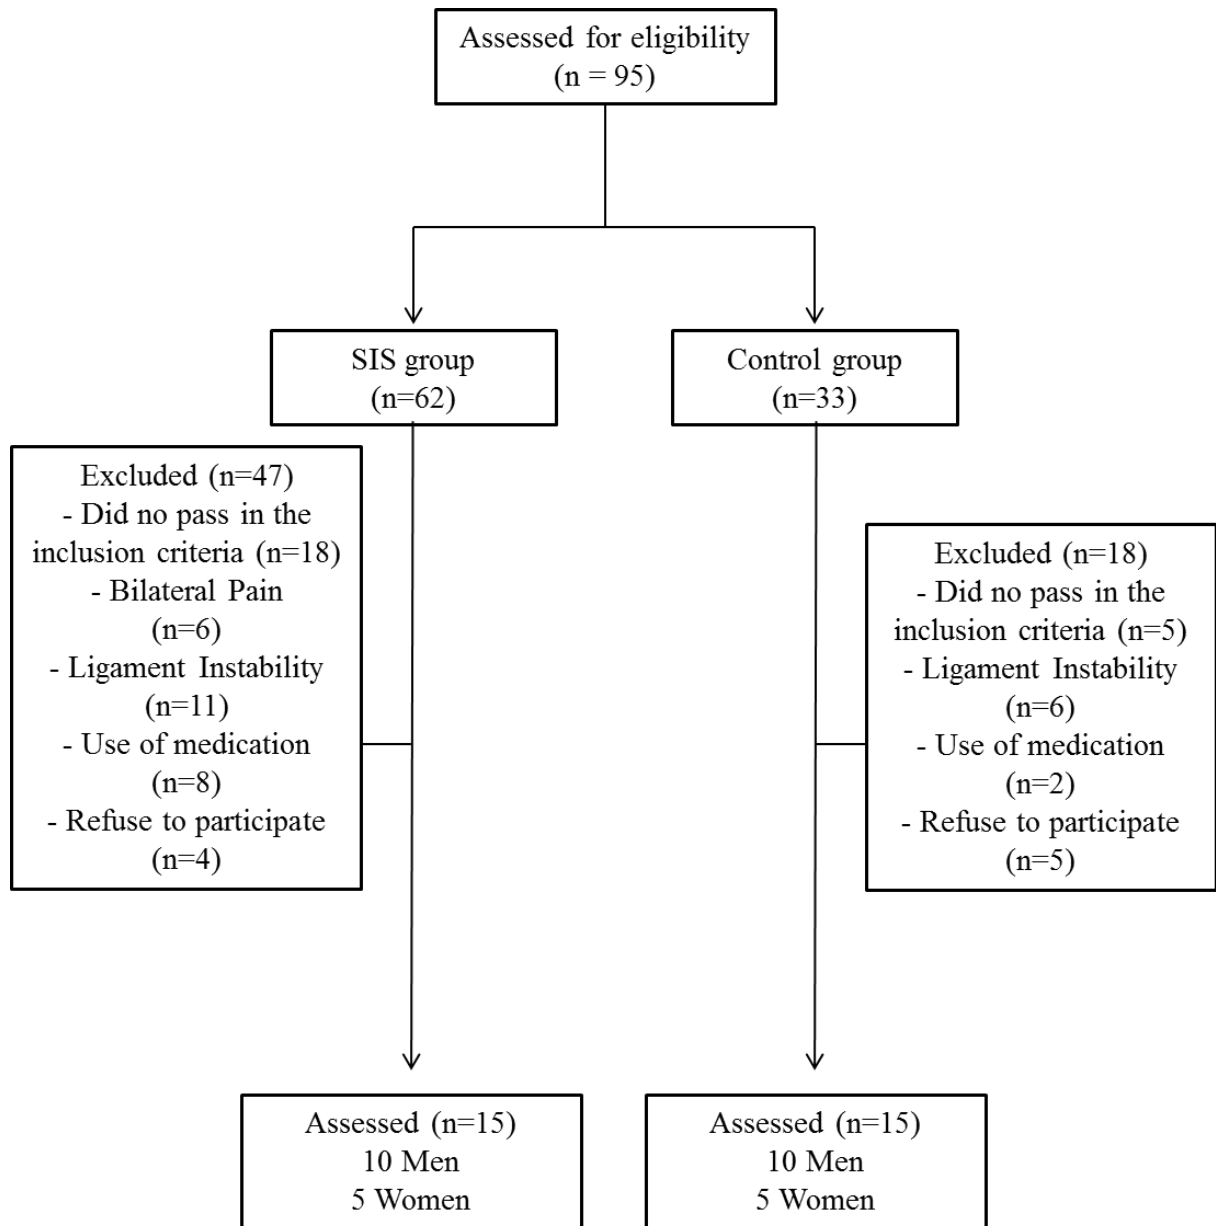 Assessed for eligibility
(n = 95)
SIS group
(n=62)
Control group
(n=33)
Excluded (n=47)
- Did no pass in the
inclusion criteria (n=18)
- Bilateral Pain
(n=6)
- Ligament Instability
(n=11)
- Use of medication
(n=8)
- Refuse to participate
(n=4)
Excluded (n=18)
- Did no pass in the
inclusion criteria (n=5)
- Ligament Instability
(n=6)
- Use of medication
(n=2)
- Refuse to participate
(n=5)
Assessed (n=15)
10 Men
5 Women
Assessed (n=15)
10 Men
5 Women